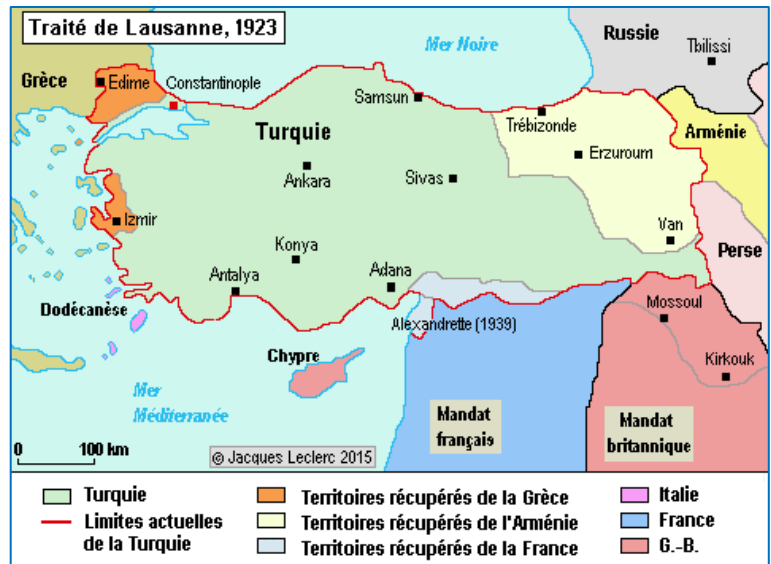 Traité de Lausanne, 1923
Mer Noire
Russie
Tbilissi
Grèce
Edime
Constantinople
Samsun
Trébizonde
Arménie
Turquie
Erzuroum
Ankara
Sivas
Izmir
Van
Perse
Konya
Antalya
Adana
Mossoul
Dodécanèse
Alexandrette (1939)
Chypre
Kirkouk
Mer
Méditerranée
Mandat
français
Mandat
britannique
0 100 km
© Jacques Leclerc 2015
Turquie
Limites actuelles
de la Turquie
Territoires récupérés de la Grèce
Territoires récupérés de l'Arménie
Territoires récupérés de la France
Italie
France
G.-B.